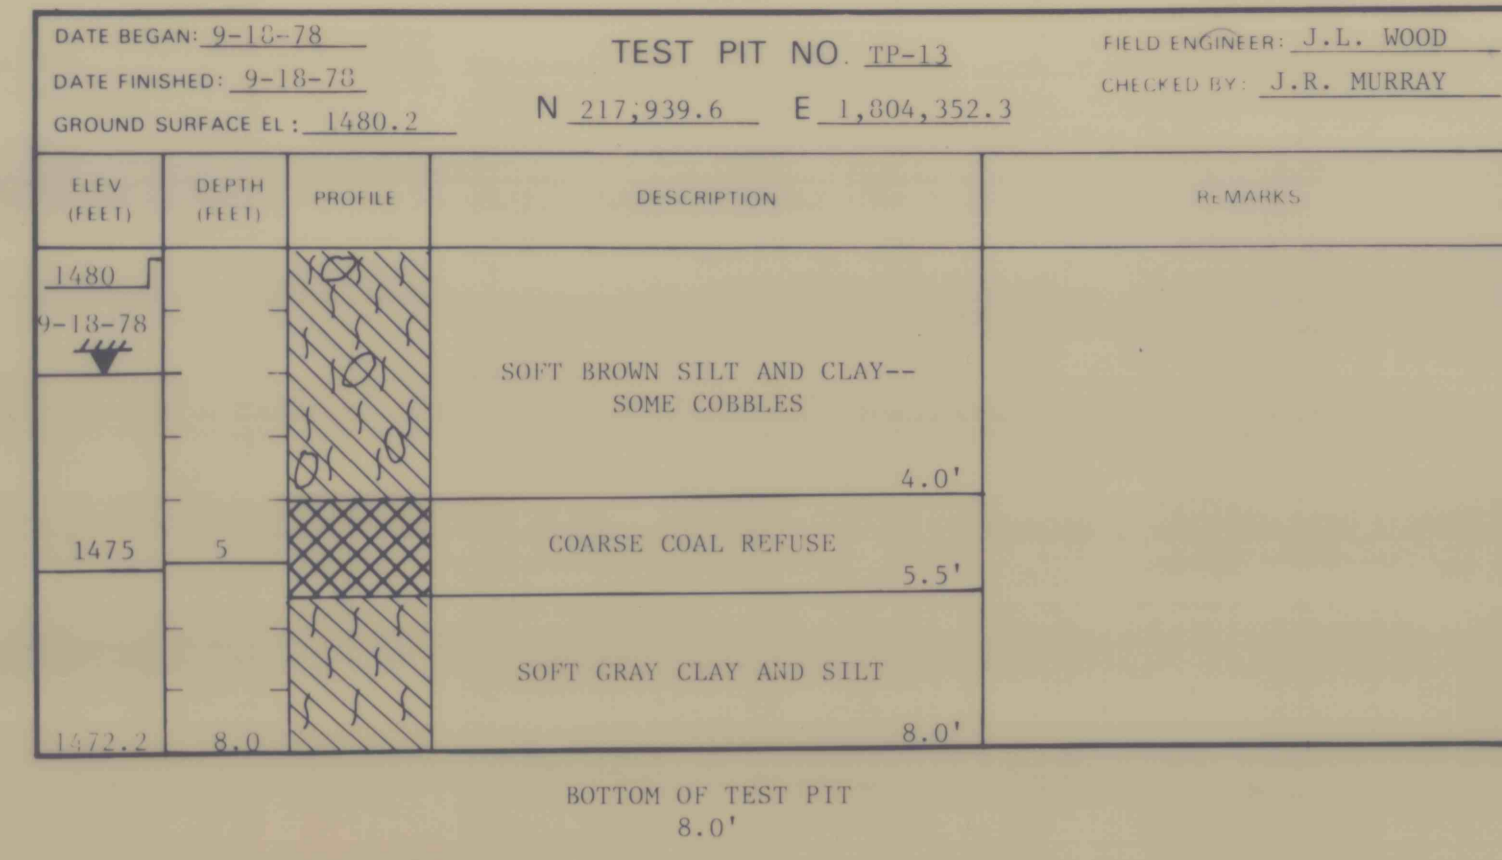 DATE BEGAN: 9-18-78
DATE FINISHED: 9-18-78
GROUND SURFACE EL: 1480.2
TEST PIT NO. TP-13
N 217,939.6 E 1,804,352.3
FIELD ENGINEER: J.L. WOOD
CHECKED BY: J.R. MURRAY
ELEV (FEET)
DEPTH (FEET)
PROFILE
DESCRIPTION
REMARKS
1480
9-18-78
SOFT BROWN SILT AND CLAY--
SOME COBBLES
4.0'
1475
5
COARSE COAL REFUSE
5.5'
SOFT GRAY CLAY AND SILT
1472.2
8.0
8.0'
BOTTOM OF TEST PIT
8.0'